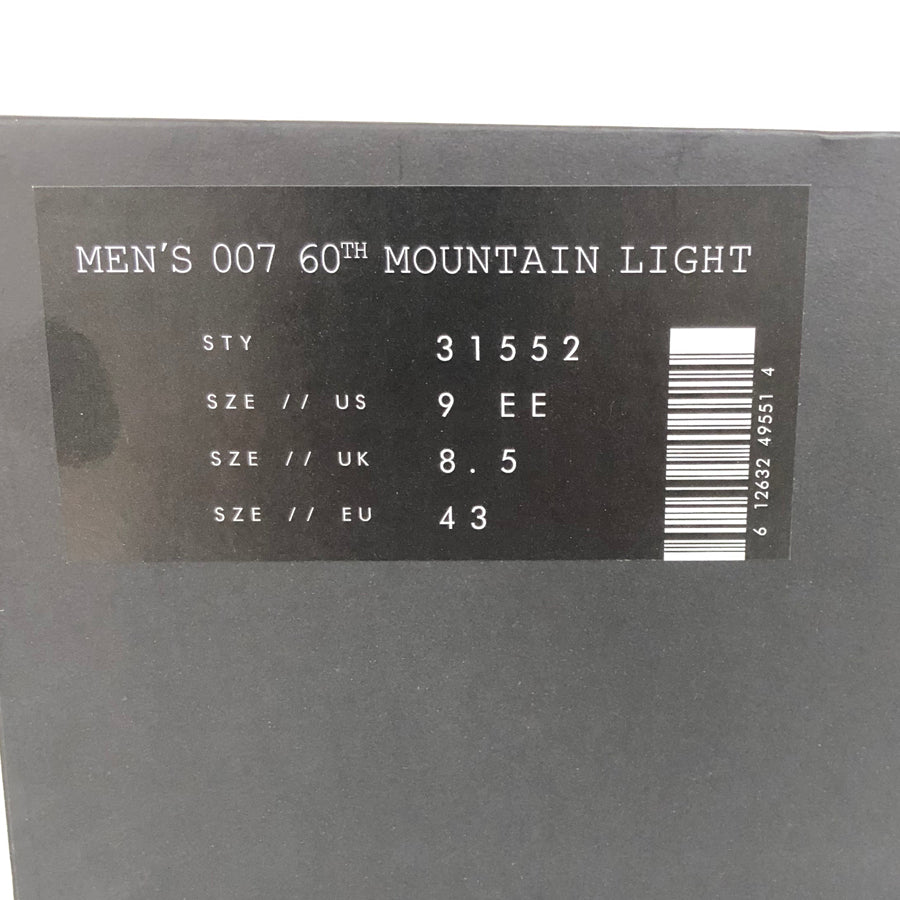 MEN'S 007 60TH MOUNTAIN LIGHT
STY 31552
SZE // US 9 EE
SZE // UK 8.5
SZE // EU 43
6 12632 49551 4